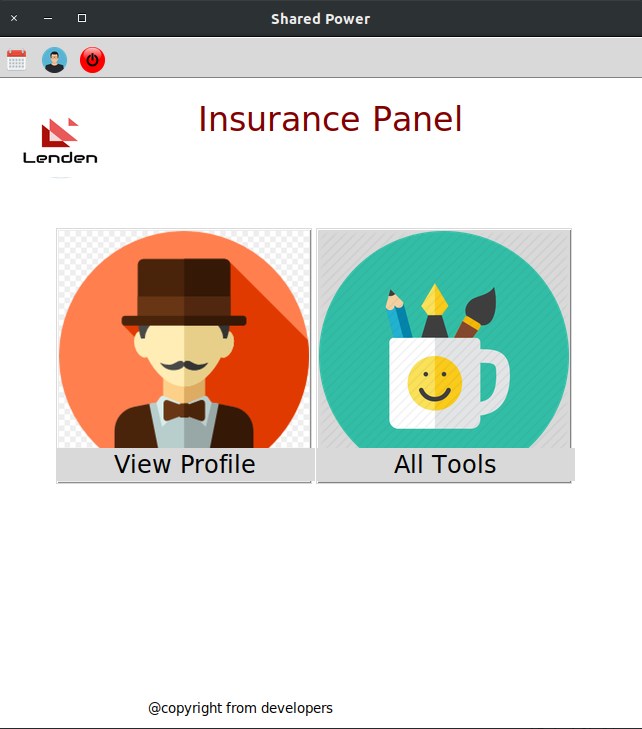 Shared Power
Insurance Panel
Lenden
View Profile
All Tools
@copyright from developers